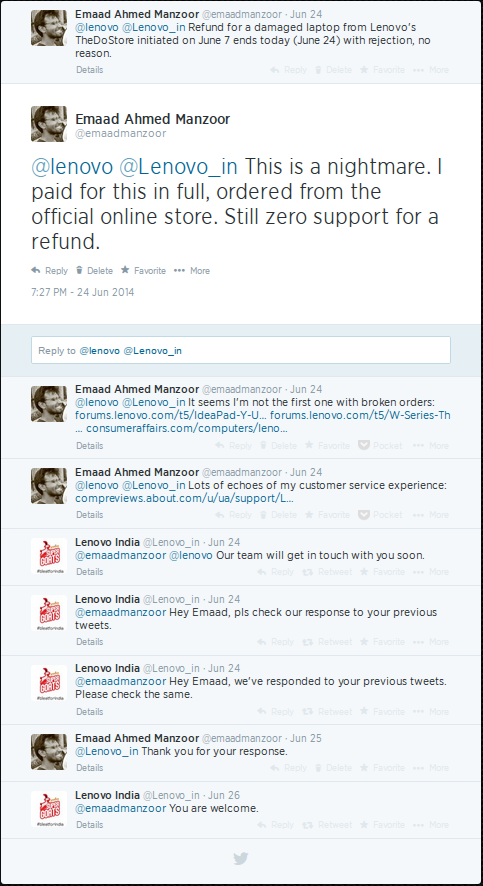 Emaad Ahmed Manzoor @emaadmanzoor · Jun 24
@lenovo @Lenovo_in Refund for a damaged laptop from Lenovo's
TheDoStore initiated on June 7 ends today (June 24) with rejection, no
reason.
Details Reply Delete Favorite More
Emaad Ahmed Manzoor
@emaadmanzoor
@lenovo @Lenovo_in This is a nightmare. I
paid for this in full, ordered from the
official online store. Still zero support for a
refund.
Reply Delete Favorite More
7:27 PM - 24 Jun 2014
Reply to @lenovo @Lenovo_in
Emaad Ahmed Manzoor @emaadmanzoor · Jun 24
@lenovo @Lenovo_in It seems I'm not the first one with broken orders:
forums.lenovo.com/t5/IdeaPad-Y-U... forums.lenovo.com/t5/W-Series-Th
... consumeraffairs.com/computers/leno...
Details Reply Delete Favorite Pocket More
Emaad Ahmed Manzoor @emaadmanzoor · Jun 24
@lenovo @Lenovo_in Lots of echoes of my customer service experience:
compreviews.about.com/u/ua/support/L...
Details Reply Delete Favorite Pocket More
Lenovo India @Lenovo_in · Jun 24
@emaadmanzoor @lenovo Our team will get in touch with you soon.
Details Reply Retweet Favorite More
Lenovo India @Lenovo_in · Jun 24
@emaadmanzoor Hey Emaad, pls check our response to your previous
tweets.
Details Reply Retweet Favorite More
Lenovo India @Lenovo_in · Jun 24
@emaadmanzoor Hey Emaad, we've responded to your previous tweets.
Please check the same.
Details Reply Retweet Favorite More
Emaad Ahmed Manzoor @emaadmanzoor · Jun 25
@Lenovo_in Thank you for your response.
Details Reply Delete Favorite More
Lenovo India @Lenovo_in · Jun 26
@emaadmanzoor You are welcome.
Details Reply Retweet Favorite More